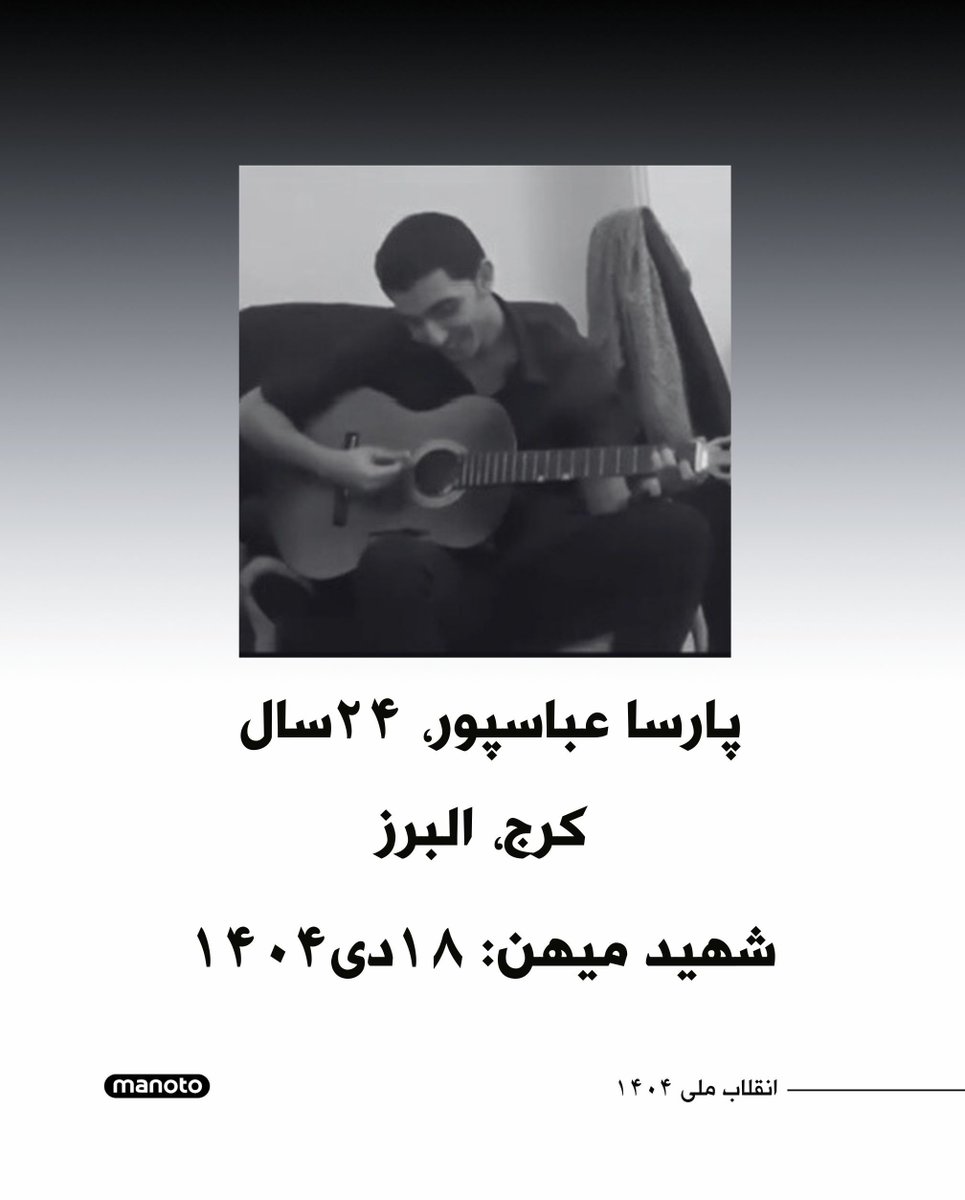 پارسا عباسپور، ۲۴سال
کرج، البرز
شهید میهن: ۱۸دی۱۴۰۴
انقلاب ملی ۱۴۰۴
manoto